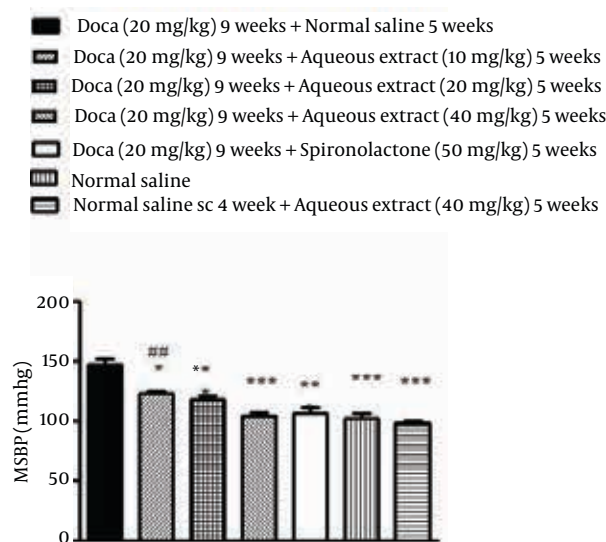 Doca (20 mg/kg) 9 weeks + Normal saline 5 weeks
Doca (20 mg/kg) 9 weeks + Aqueous extract (10 mg/kg) 5 weeks
Doca (20 mg/kg) 9 weeks + Aqueous extract (20 mg/kg) 5 weeks
Doca (20 mg/kg) 9 weeks + Aqueous extract (40 mg/kg) 5 weeks
Doca (20 mg/kg) 9 weeks + Spironolactone (50 mg/kg) 5 weeks
Normal saline
Normal saline sc 4 week + Aqueous extract (40 mg/kg) 5 weeks
MSBP (mmhg)
200
150
100
50
0
##
* ** *** ** *** ***